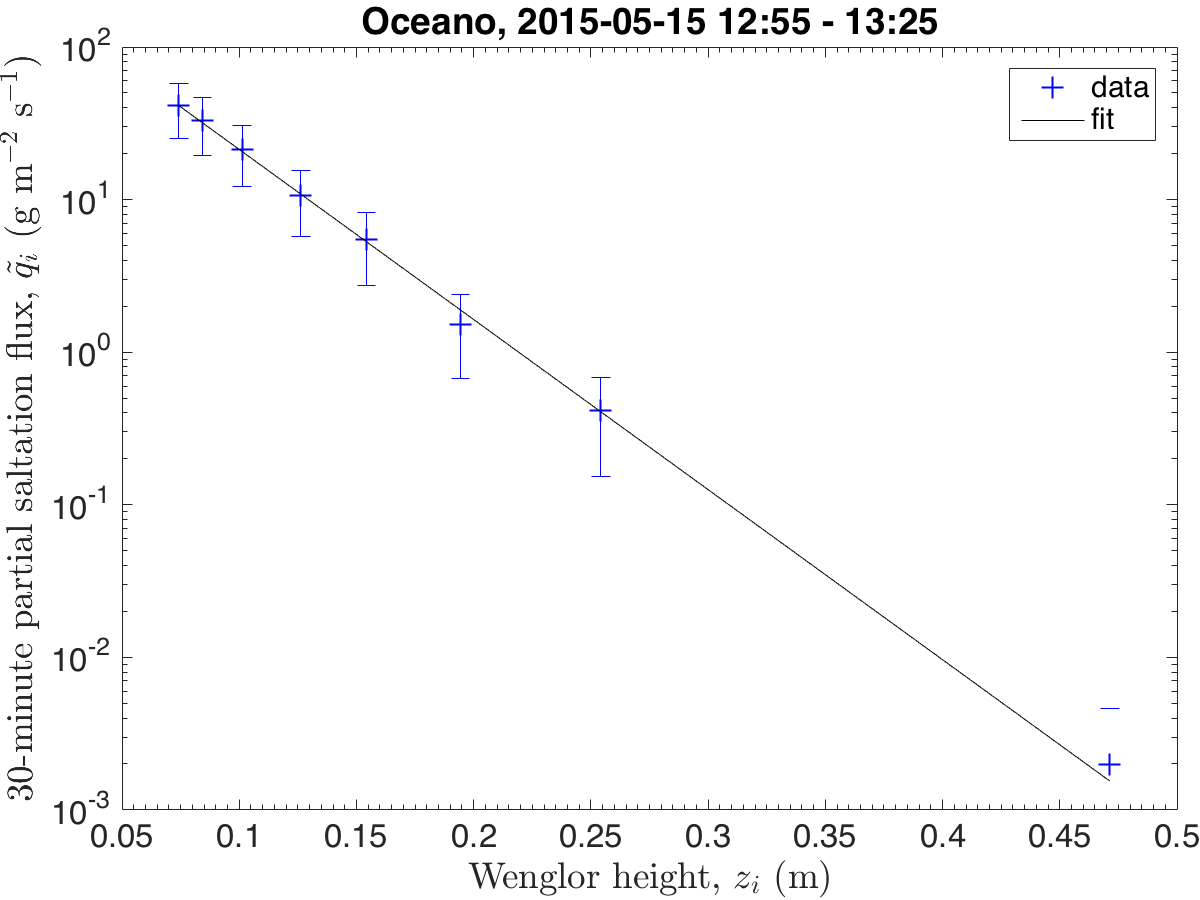 Oceano, 2015-05-15 12:55 - 13:25
30-minute partial saltation flux, q̃ᵢ (g m⁻² s⁻¹)
10²
10¹
10⁰
10⁻¹
10⁻²
10⁻³
data
fit
0.05 0.1 0.15 0.2 0.25 0.3 0.35 0.4 0.45 0.5
Wenglor height, zᵢ (m)